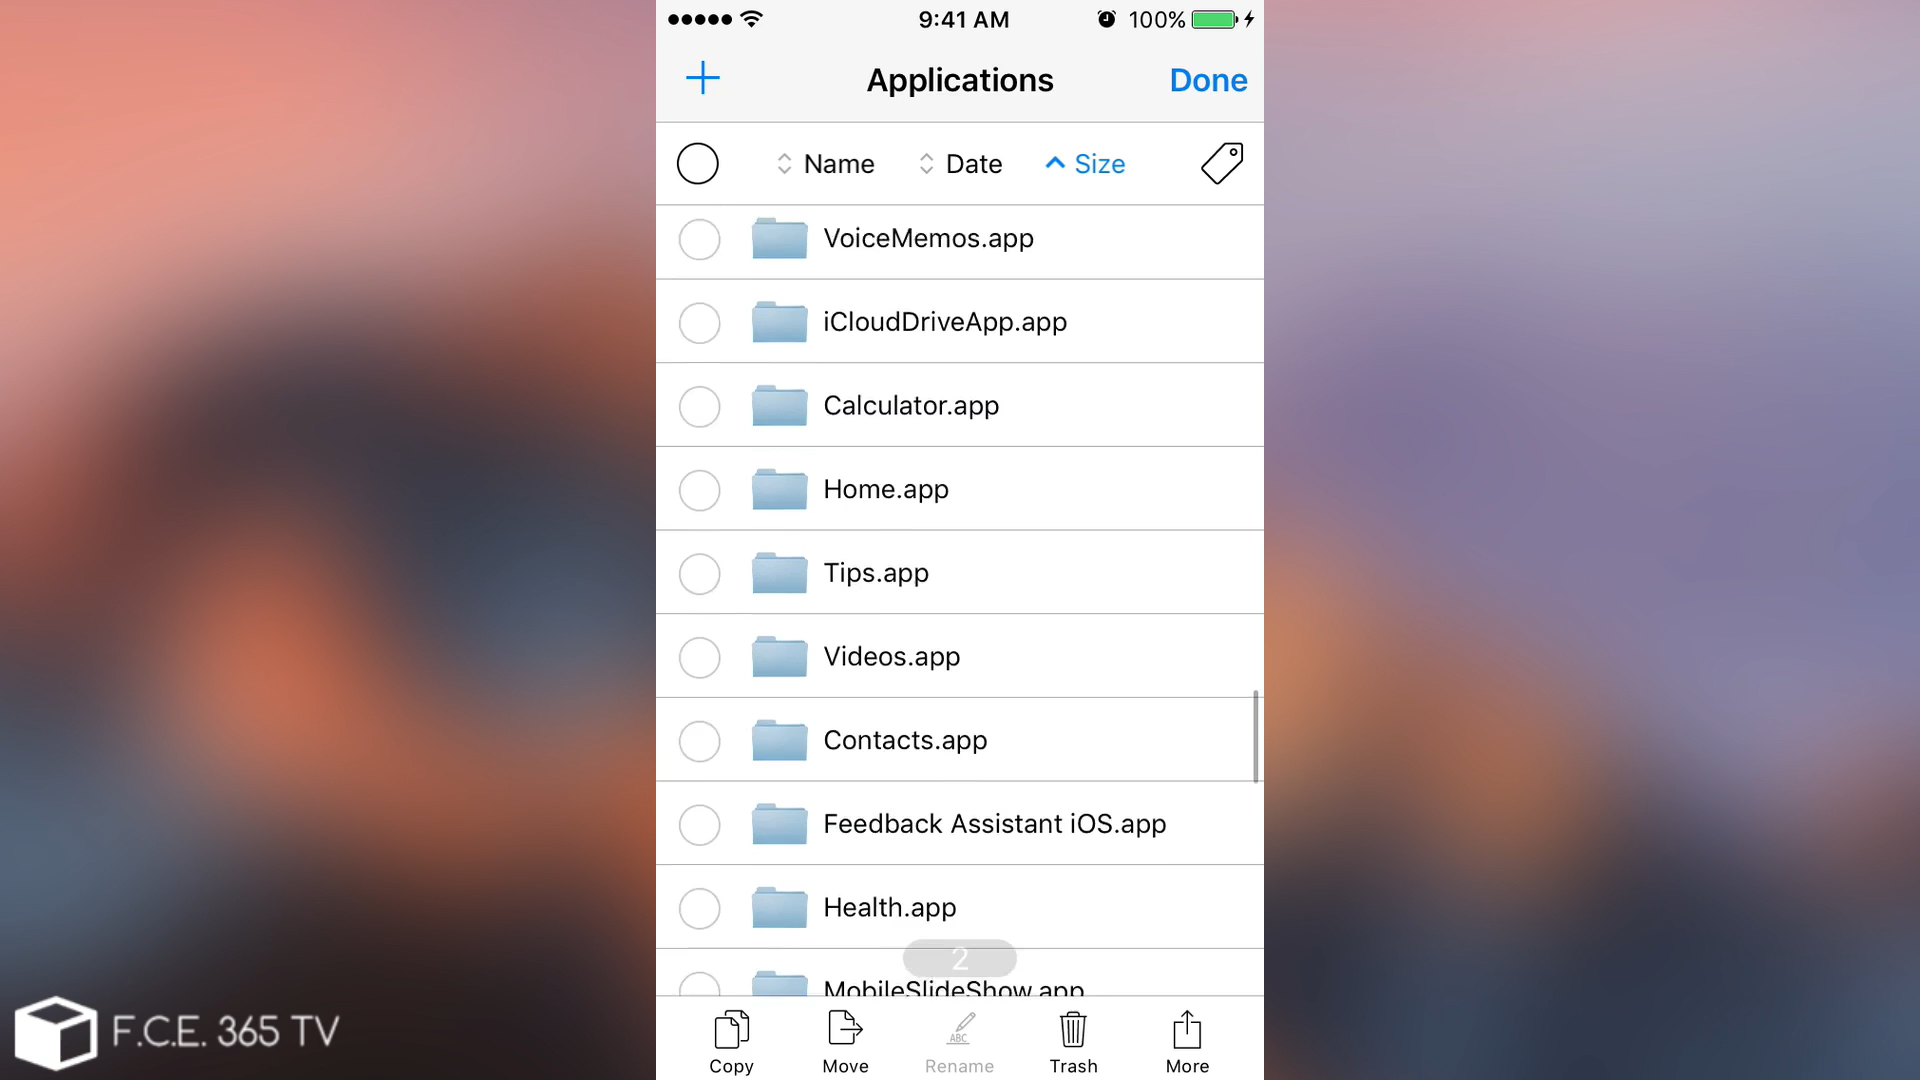 9:41 AM
100%
Applications
Done
Name
Date
Size
VoiceMemos.app
iCloudDriveApp.app
Calculator.app
Home.app
Tips.app
Videos.app
Contacts.app
Feedback Assistant iOS.app
Health.app
2
MobileSlideShow.app
ABC
Copy
Move
Rename
Trash
More
F.C.E. 365 TV